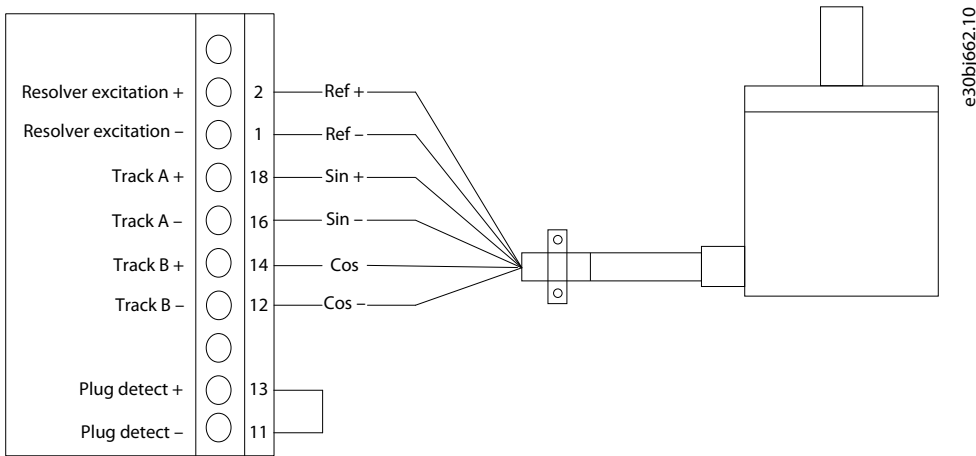 e30bi662.10
Resolver excitation + 2 Ref +
Resolver excitation – 1 Ref –
Track A + 18 Sin +
Track A – 16 Sin –
Track B + 14 Cos
Track B – 12 Cos –
Plug detect + 13
Plug detect – 11